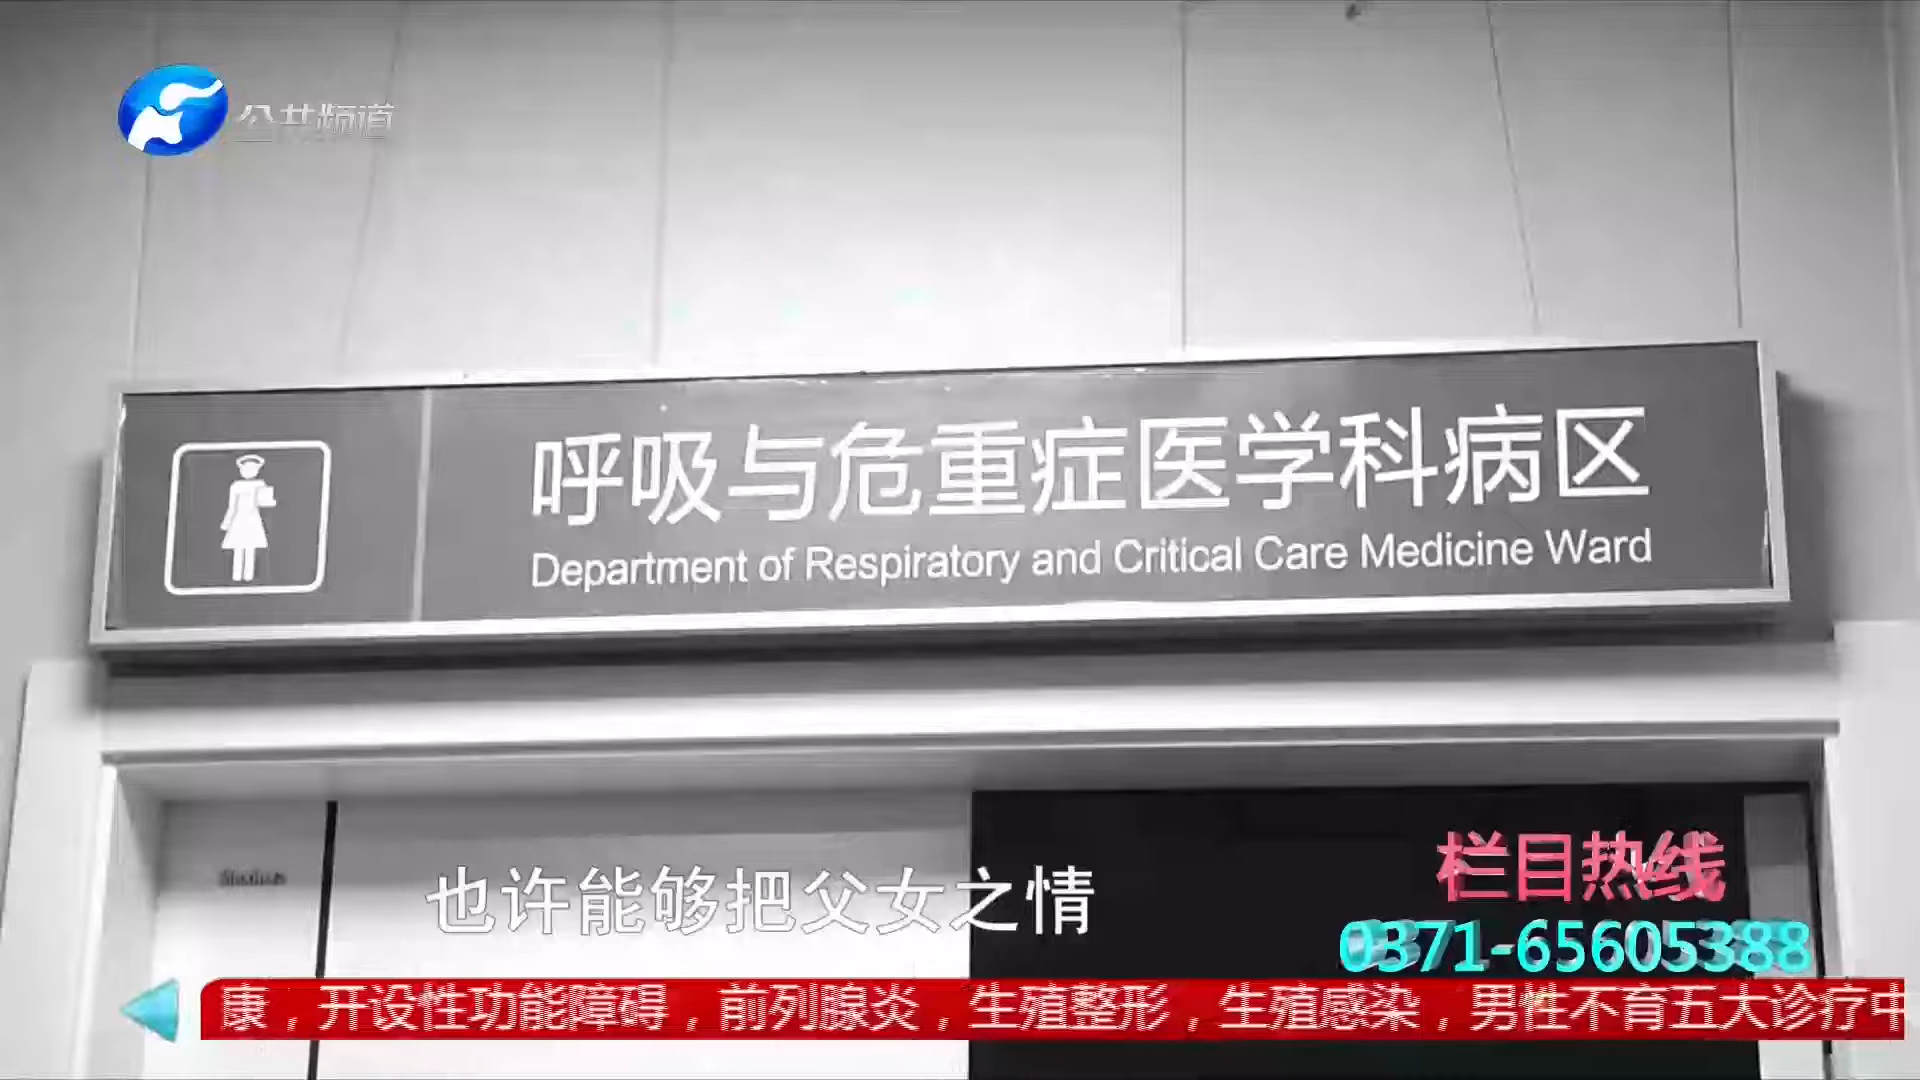 公共频道
呼吸与危重症医学科病区
Department of Respiratory and Critical Care Medicine Ward
栏目热线
也许能够把父女之情
0371-65605388
康，开设性功能障碍，前列腺炎，生殖整形，生殖感染，男性不育五大诊疗中